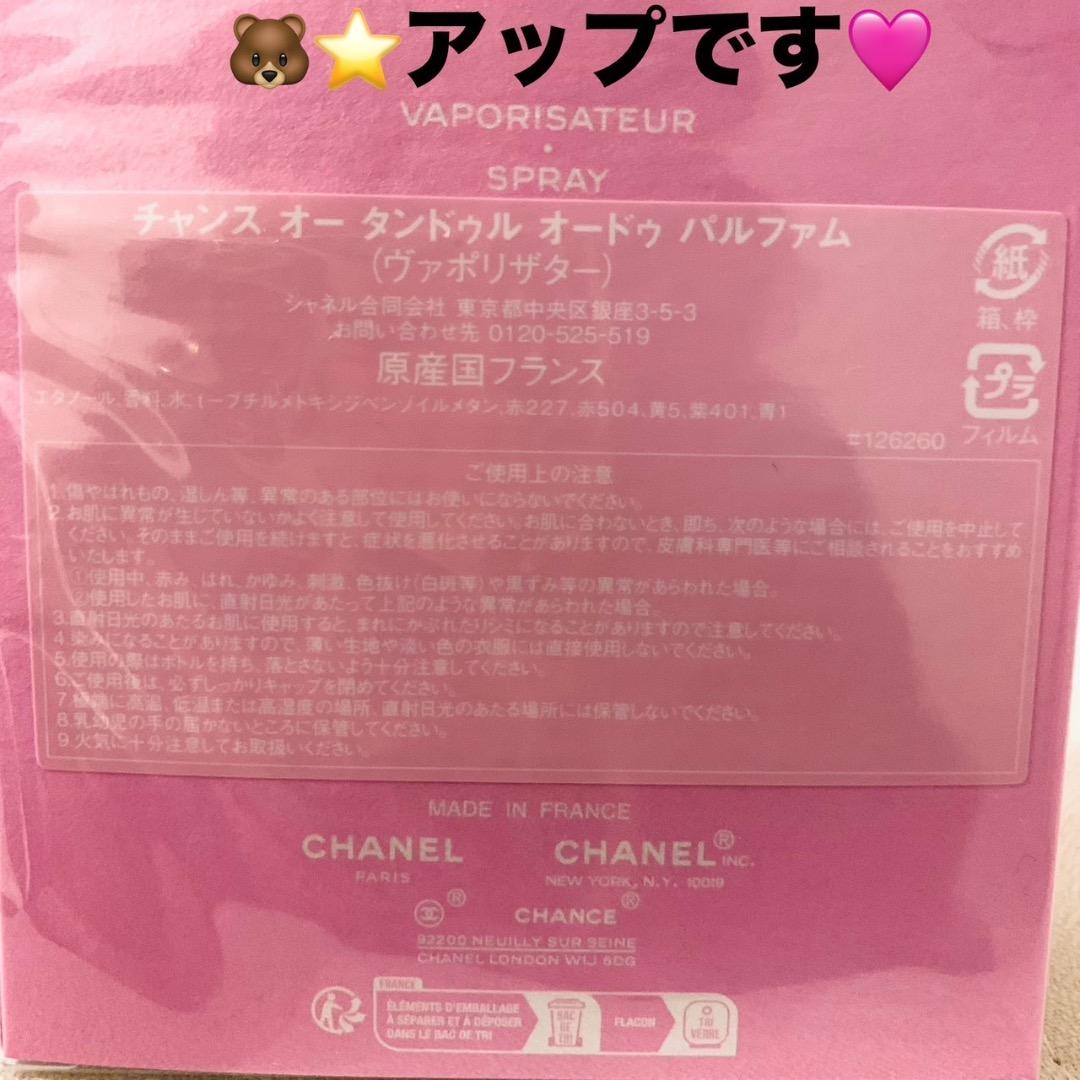 🐻⭐アップです💗
VAPORISATEUR
•
SPRAY
チャンス オー タンドゥル オードゥ パルファム
(ヴァポリザター)
シャネル合同会社 東京都中央区銀座3-5-3
お問い合わせ先 0120-525-519
原産国フランス
エタノール、香料、水、t-ブチルメトキシジベンゾイルメタン、赤227、赤504、黄5、紫401、青1
#126260
紙
箱、枠
プラ
フィルム
ご使用上の注意
1.傷やはれもの、湿しん等、異常のある部位にはお使いにならないでください。
2.お肌に異常が生じていないかよく注意して使用してください。お肌に合わないとき、即ち、次のような場合には、ご使用を中止して
ください。そのままご使用を続けますと、症状を悪化させることがありますので、皮膚科専門医等にご相談されることをおすすめ
いたします。
①使用中、赤み、はれ、かゆみ、刺激、色抜け(白斑等)や黒ずみ等の異常があらわれた場合。
②使用したお肌に、直射日光があたって上記のような異常があらわれた場合。
3.直射日光のあたるお肌に使用すると、まれにかぶれたりシミになることがありますので注意してください。
4.染みになることがありますので、薄い生地や淡い色の衣服には直接使用しないでください。
5.使用の際はボトルを持ち、落とさないよう十分注意してください。
6.ご使用後は、必ずしっかりキャップを閉めてください。
7.極端に高温、低温または高湿度の場所、直射日光のあたる場所には保管しないでください。
8.乳幼児の手の届かないところに保管してください。
9.火気に十分注意してお取扱いください。
MADE IN FRANCE
CHANEL CHANEL® INC.
PARIS NEW YORK, N.Y. 10019
® CHANCE®
92200 NEUILLY SUR SEINE
CHANEL LONDON W1J 6DG
FRANCE
ÉLÉMENTS D'EMBALLAGE
À SÉPARER ET À DÉPOSER
DANS LE BAC DE TRI
BAC
DE
TRI
FLACON
TRI
VERRE